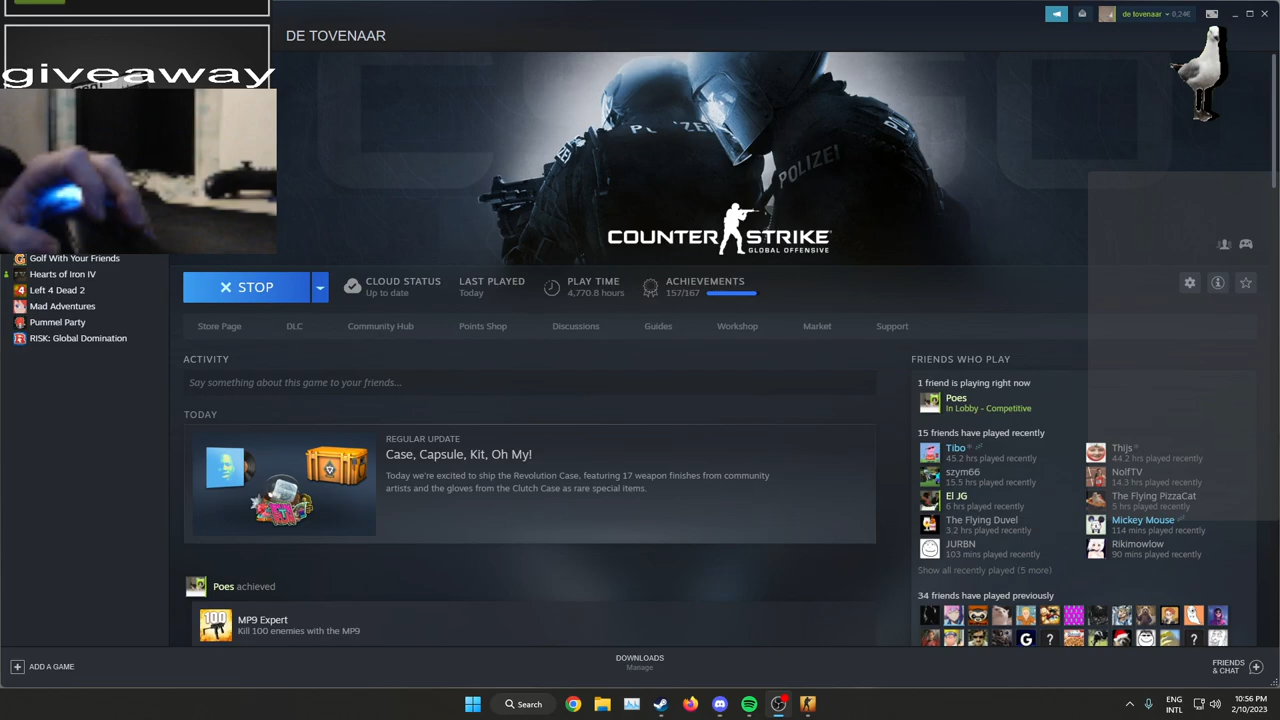 de tovenaar
0,24€
DE TOVENAAR
giveaway
POLIZEI
COUNTER STRIKE
GLOBAL OFFENSIVE
Golf With Your Friends
Hearts of Iron IV
Left 4 Dead 2
Mad Adventures
Pummel Party
RISK: Global Domination
STOP
CLOUD STATUS
Up to date
LAST PLAYED
Today
PLAY TIME
4,770.8 hours
ACHIEVEMENTS
157/167
Store Page
DLC
Community Hub
Points Shop
Discussions
Guides
Workshop
Market
Support
ACTIVITY
Say something about this game to your friends...
TODAY
REGULAR UPDATE
Case, Capsule, Kit, Oh My!
Today we're excited to ship the Revolution Case, featuring 17 weapon finishes from community
artists and the gloves from the Clutch Case as rare special items.
Poes achieved
100
MP9 Expert
Kill 100 enemies with the MP9
FRIENDS WHO PLAY
1 friend is playing right now
Poes
In Lobby - Competitive
15 friends have played recently
Tibo
45.2 hrs played recently
Thijs
44.2 hrs played recently
szym66
15.5 hrs played recently
NolfTV
14.3 hrs played recently
El JG
6 hrs played recently
The Flying PizzaCat
5 hrs played recently
The Flying Duvel
3.2 hrs played recently
Mickey Mouse
114 mins played recently
JURBN
103 mins played recently
Rikimowlow
90 mins played recently
Show all recently played (5 more)
34 friends have played previously
ADD A GAME
DOWNLOADS
Manage
FRIENDS
& CHAT
Search
ENG
INTL
10:56 PM
2/10/2023